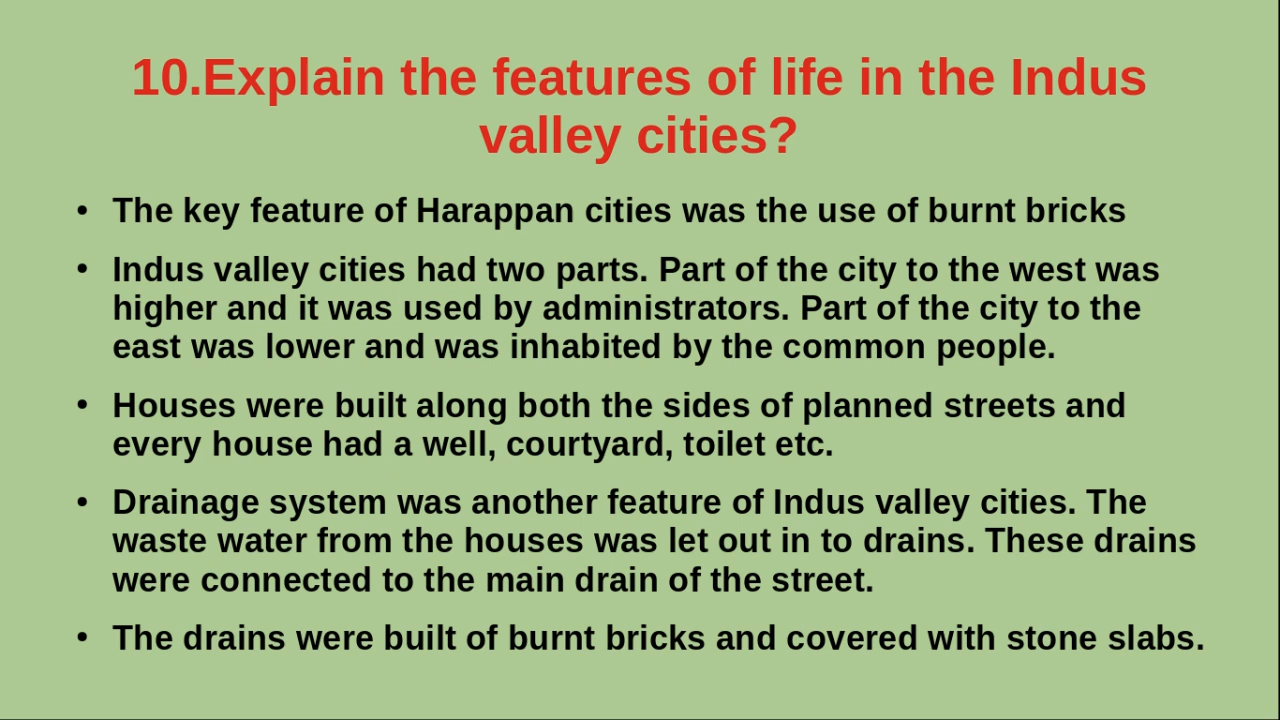 10.Explain the features of life in the Indus
valley cities?
• The key feature of Harappan cities was the use of burnt bricks
• Indus valley cities had two parts. Part of the city to the west was
higher and it was used by administrators. Part of the city to the
east was lower and was inhabited by the common people.
• Houses were built along both the sides of planned streets and
every house had a well, courtyard, toilet etc.
• Drainage system was another feature of Indus valley cities. The
waste water from the houses was let out in to drains. These drains
were connected to the main drain of the street.
• The drains were built of burnt bricks and covered with stone slabs.